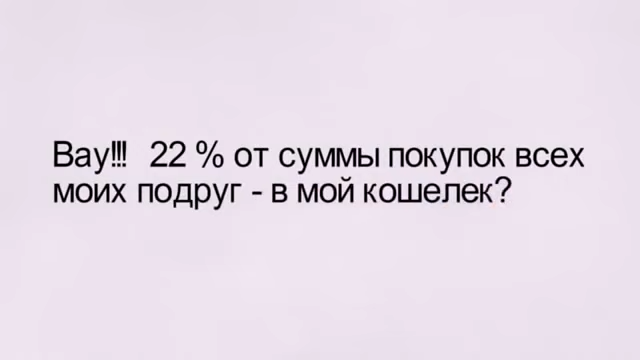 Вау!!! 22 % от суммы покупок всех
моих подруг - в мой кошелек?